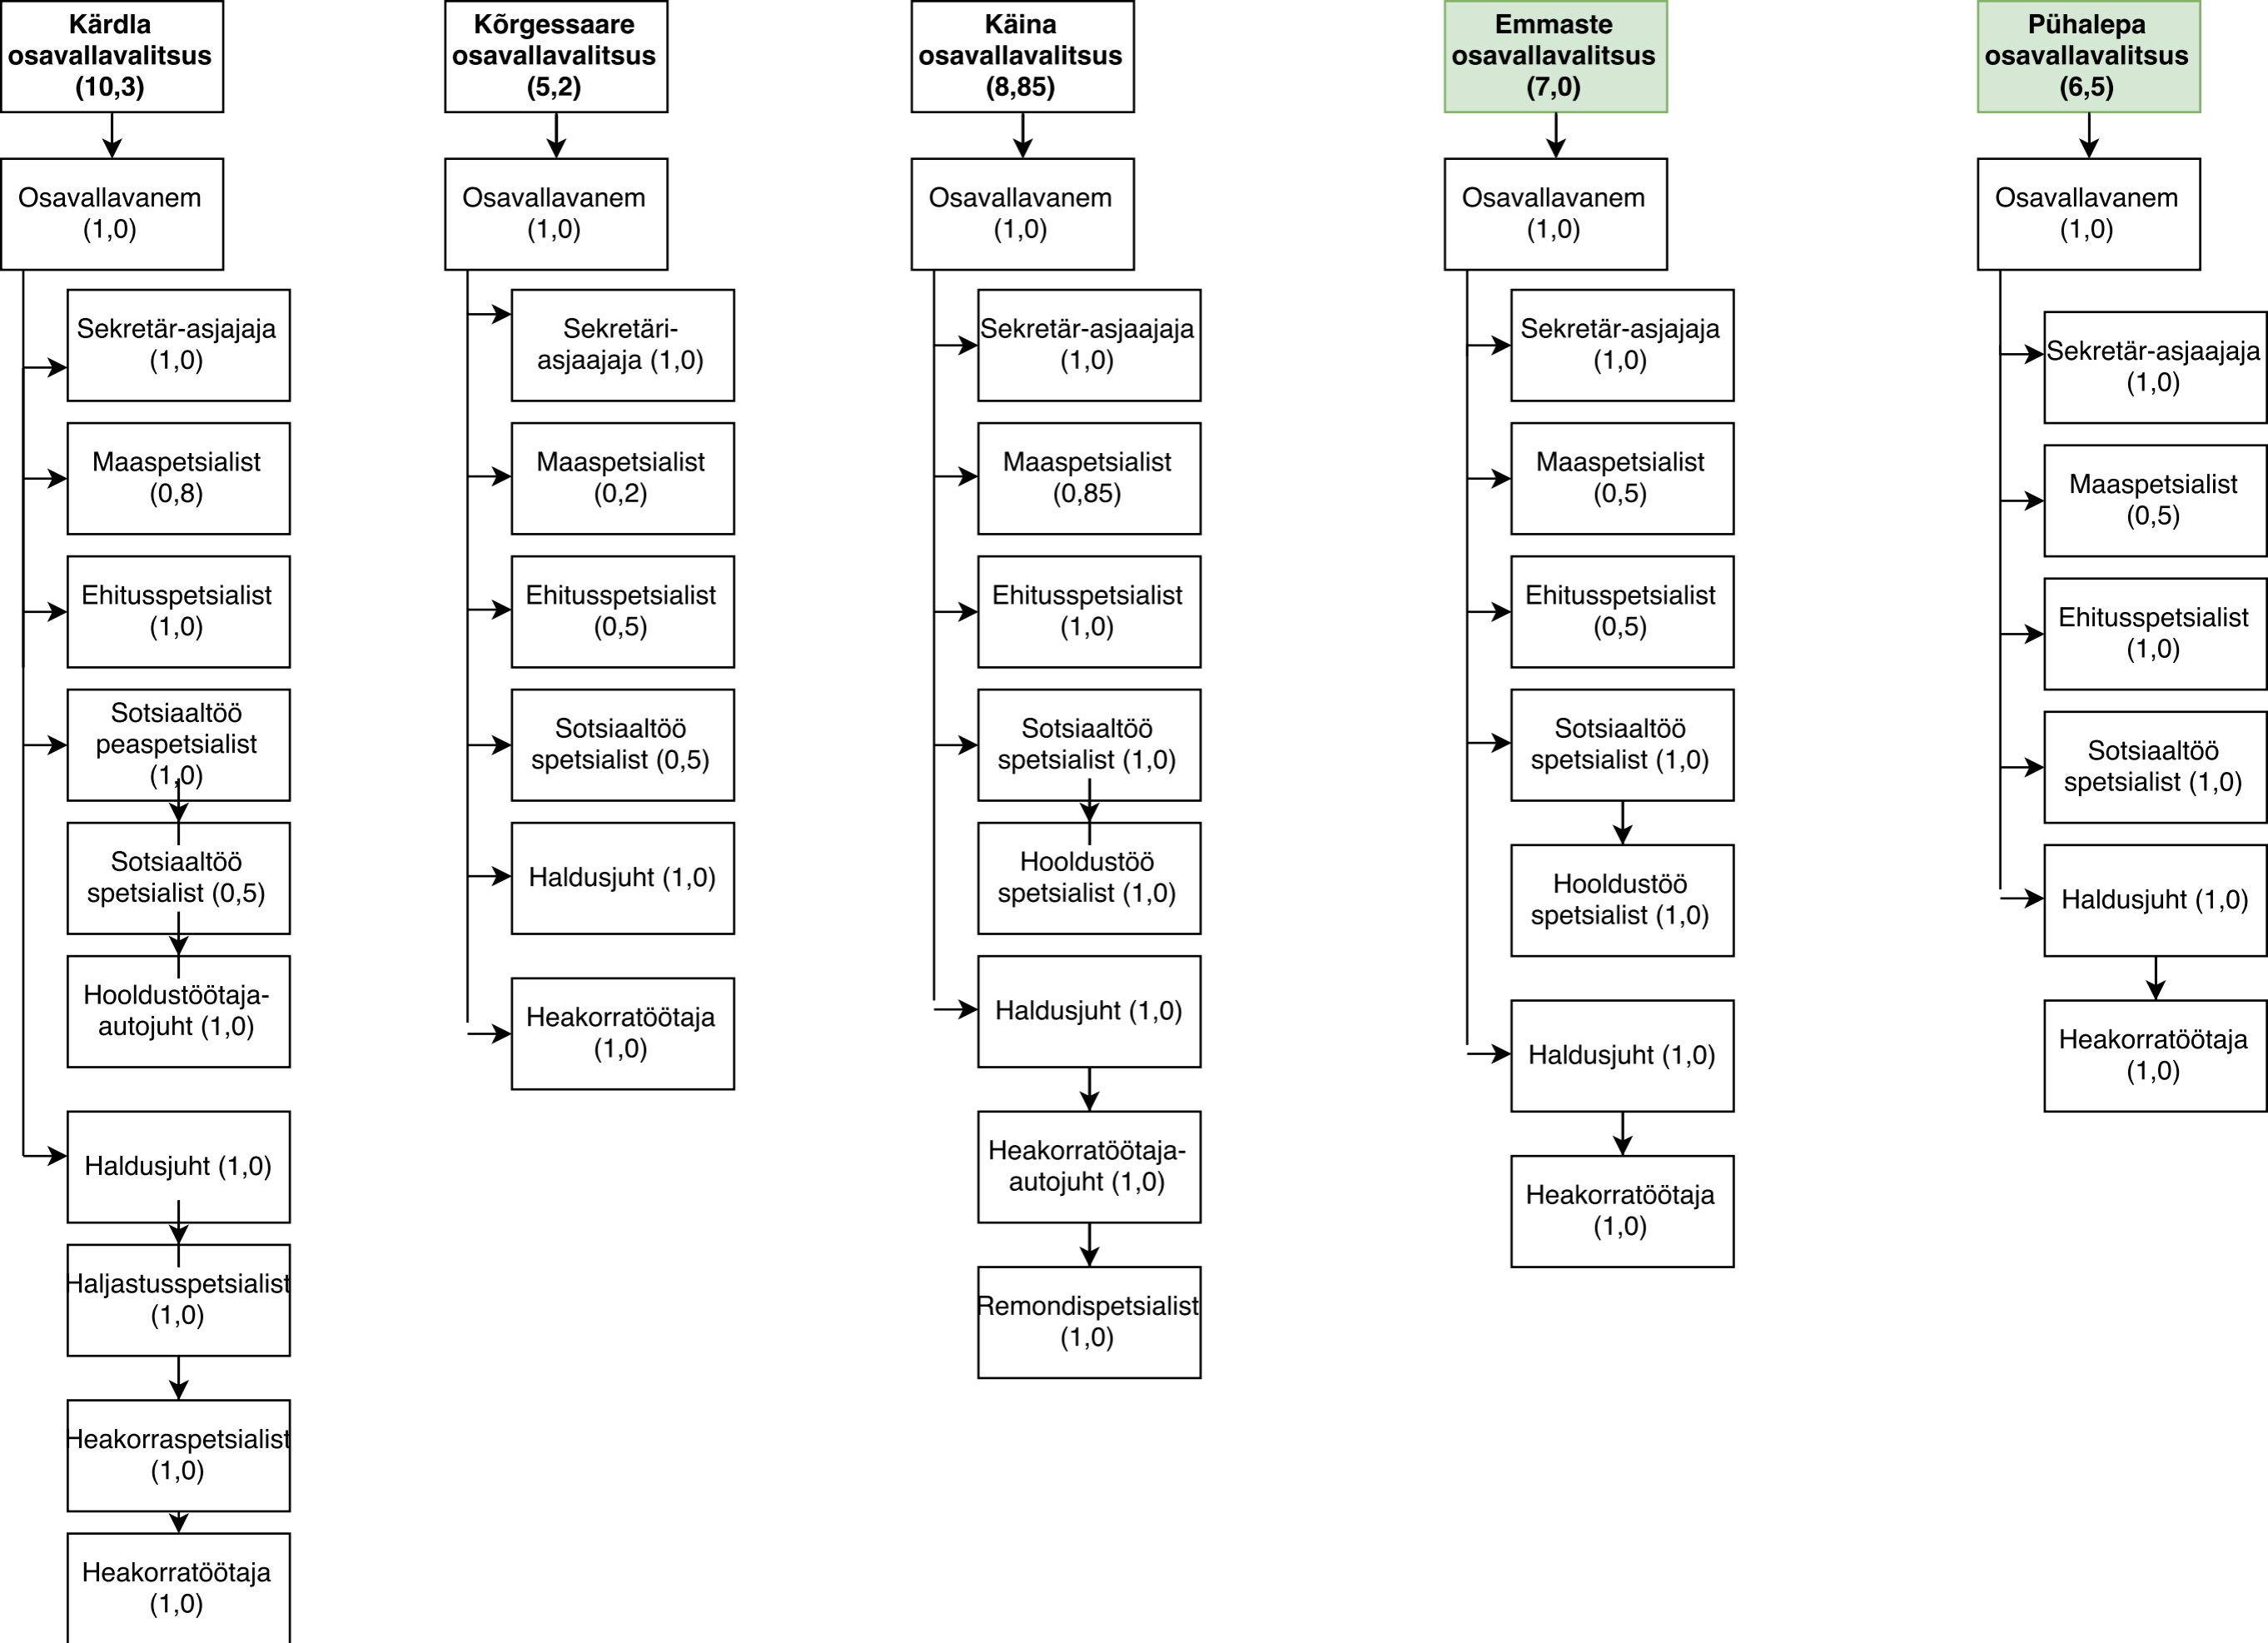 Kärdla
osavallavalitsus
(10,3)
Osavallavanem
(1,0)
Sekretär-asjajaja
(1,0)
Maaspetsialist
(0,8)
Ehitusspetsialist
(1,0)
Sotsiaaltöö
peaspetsialist
(1,0)
Sotsiaaltöö
spetsialist (0,5)
Hooldustöötaja-
autojuht (1,0)
Haldusjuht (1,0)
Haljastusspetsialist
(1,0)
Heakorraspetsialist
(1,0)
Heakorratöötaja
(1,0)
Kõrgessaare
osavallavalitsus
(5,2)
Osavallavanem
(1,0)
Sekretäri-
asjaajaja (1,0)
Maaspetsialist
(0,2)
Ehitusspetsialist
(0,5)
Sotsiaaltöö
spetsialist (0,5)
Haldusjuht (1,0)
Heakorratöötaja
(1,0)
Käina
osavallavalitsus
(8,85)
Osavallavanem
(1,0)
Sekretär-asjaajaja
(1,0)
Maaspetsialist
(0,85)
Ehitusspetsialist
(1,0)
Sotsiaaltöö
spetsialist (1,0)
Hooldustöö
spetsialist (1,0)
Haldusjuht (1,0)
Heakorratöötaja-
autojuht (1,0)
Remondispetsialist
(1,0)
Emmaste
osavallavalitsus
(7,0)
Osavallavanem
(1,0)
Sekretär-asjajaja
(1,0)
Maaspetsialist
(0,5)
Ehitusspetsialist
(0,5)
Sotsiaaltöö
spetsialist (1,0)
Hooldustöö
spetsialist (1,0)
Haldusjuht (1,0)
Heakorratöötaja
(1,0)
Pühalepa
osavallavalitsus
(6,5)
Osavallavanem
(1,0)
Sekretär-asjaajaja
(1,0)
Maaspetsialist
(0,5)
Ehitusspetsialist
(1,0)
Sotsiaaltöö
spetsialist (1,0)
Haldusjuht (1,0)
Heakorratöötaja
(1,0)